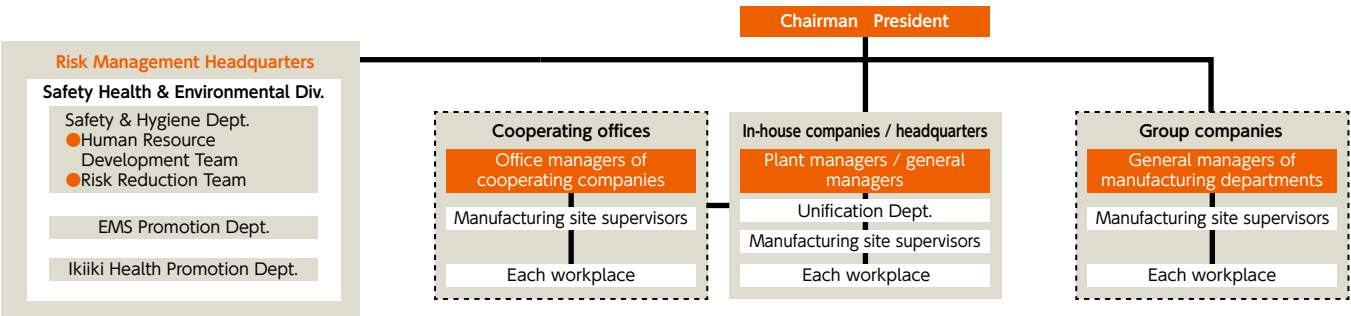 Chairman President
Risk Management Headquarters
Safety Health & Environmental Div.
Safety & Hygiene Dept.
●Human Resource
Development Team
●Risk Reduction Team
EMS Promotion Dept.
Ikiiki Health Promotion Dept.
Cooperating offices
Office managers of
cooperating companies
Manufacturing site supervisors
Each workplace
In-house companies / headquarters
Plant managers / general
managers
Unification Dept.
Manufacturing site supervisors
Each workplace
Group companies
General managers of
manufacturing departments
Manufacturing site supervisors
Each workplace